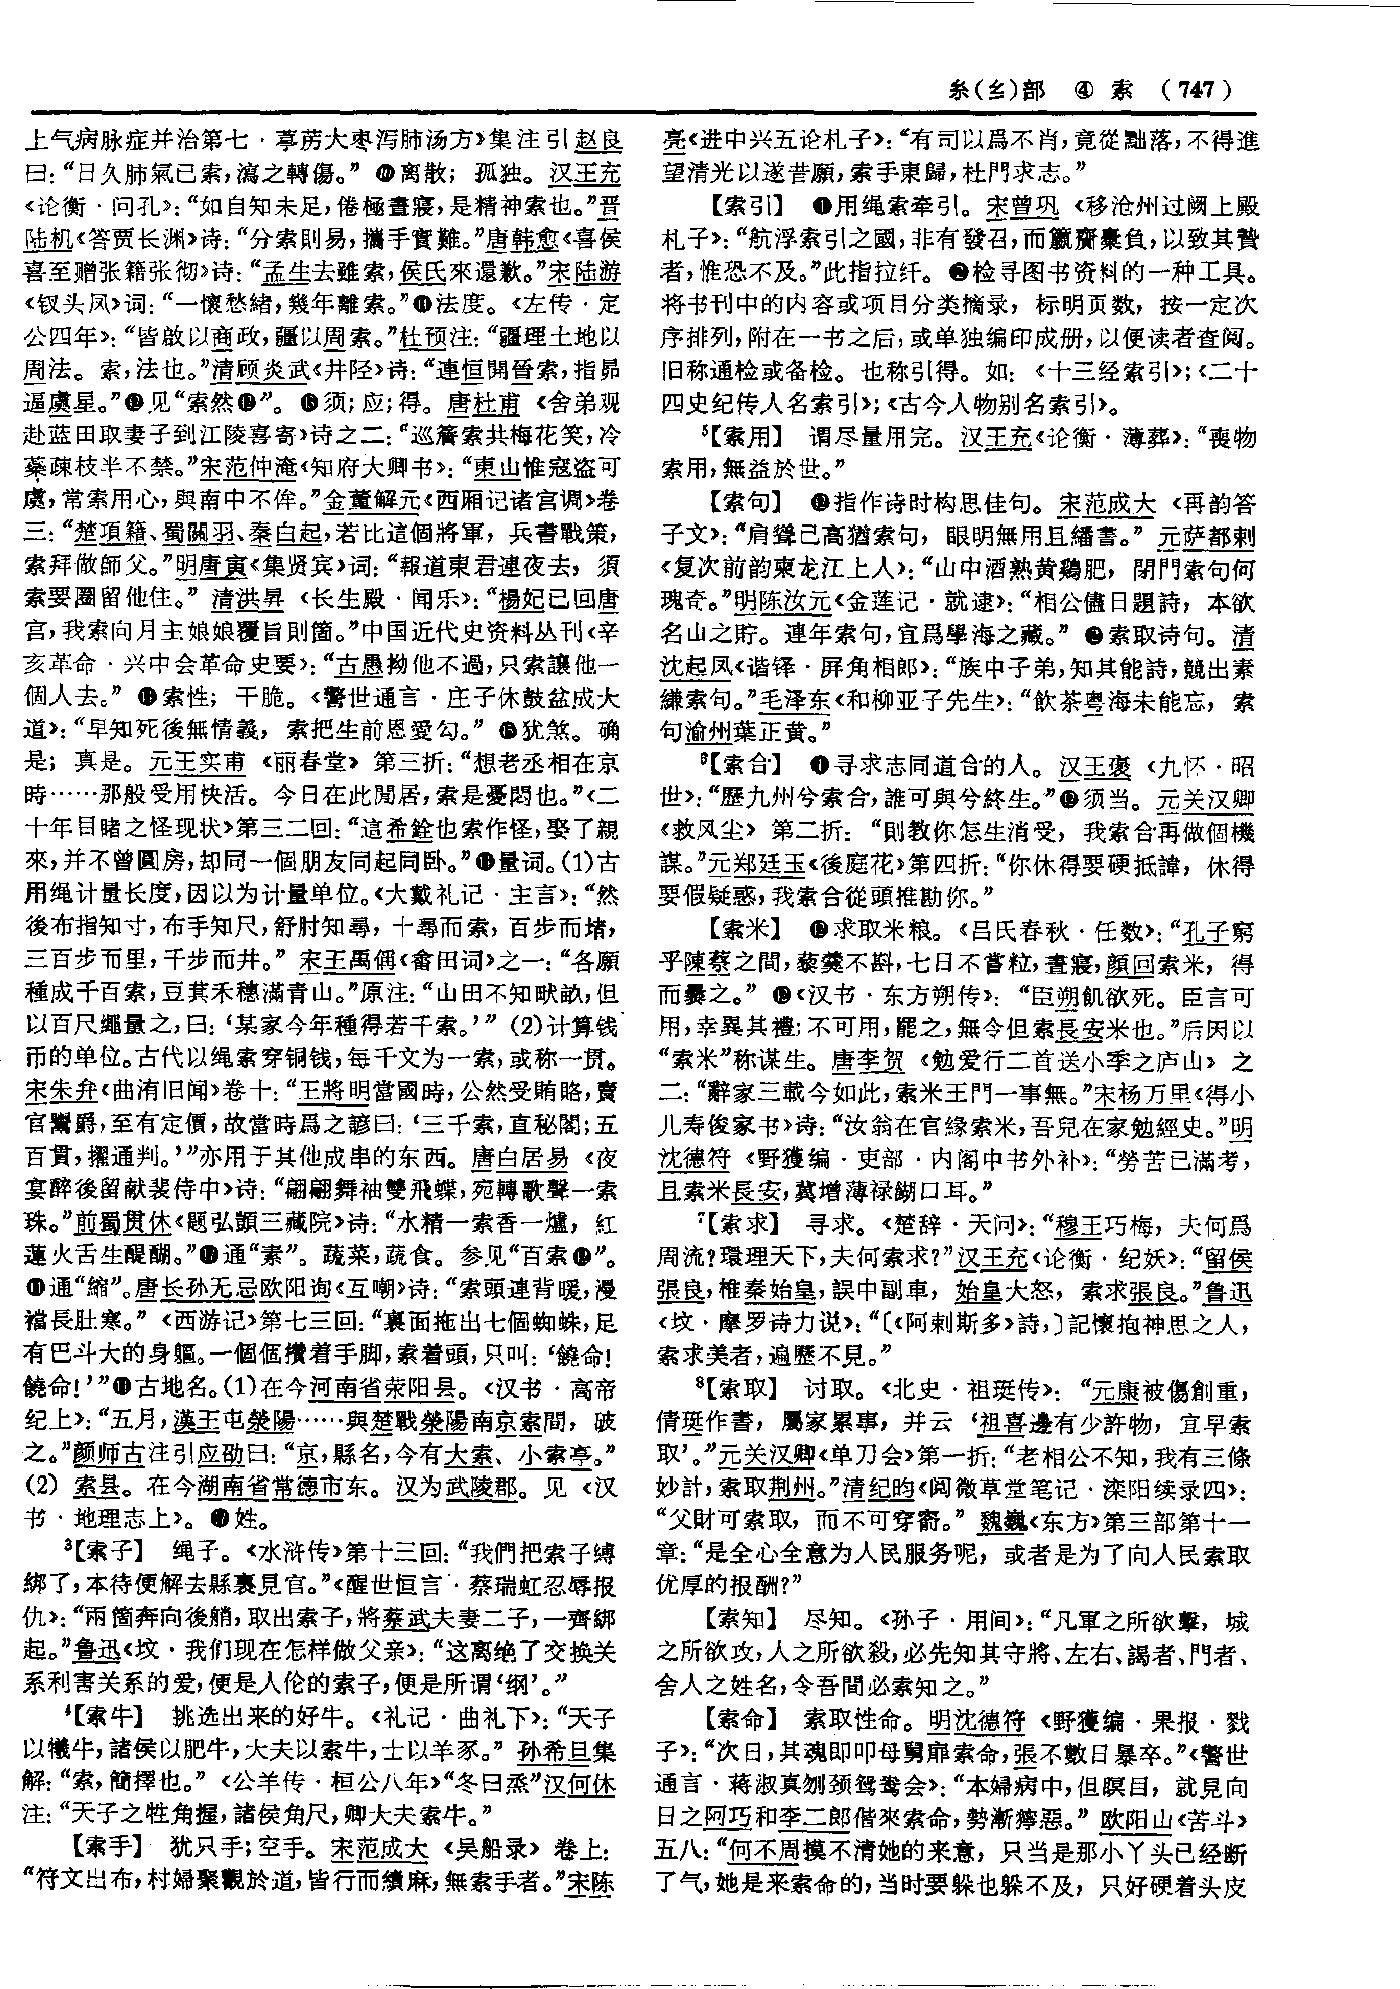 糸(糹)部 ④ 索 (747)
上气病脉症并治第七·葶苈大枣泻肺汤方》集注引赵良
曰：“日久肺氣已索，瀉之轉傷。” ❿离散；孤独。汉王充
《论衡·问孔》：“如自知未足，倦極晝寢，是精神索也。”晋
陆机《答贾长渊》诗：“分索則易，攜手實難。”唐韩愈《喜侯
喜至赠张籍张彻》诗：“孟生去雖索，侯氏來還歉。”宋陆游
《钗头凤》词：“一懷愁緒，幾年離索。”⓫法度。《左传·定
公四年》：“皆啟以商政，疆以周索。”杜预注：“疆理土地以
周法。索，法也。”清顾炎武《井陉》诗：“連恒閱晉索，指昴
逼虞星。”⓬见“索然⓬”。⓭须；应；得。唐杜甫《舍弟观
赴蓝田取妻子到江陵喜寄》诗之二：“巡簷索共梅花笑，冷
蘂疎枝半不禁。”宋范仲淹《知府大卿书》：“東山惟寇盗可
虞，常索用心，與南中不侔。”金董解元《西厢记诸宫调》卷
三：“楚項籍、蜀關羽、秦白起，若比這個將軍，兵書戰策，
索拜做師父。”明唐寅《集贤宾》词：“報道東君連夜去，須
索要圈留他住。” 清洪昇《长生殿·闻乐》：“楊妃已回唐
宫，我索向月主娘娘覆旨則箇。”中国近代史资料丛刊《辛
亥革命·兴中会革命史要》：“古愚拗他不過，只索讓他一
個人去。” ⓮索性；干脆。《警世通言·庄子休鼓盆成大
道》：“早知死後無情義，索把生前恩愛勾。” ⓯犹煞。确
是；真是。元王实甫《丽春堂》第三折：“想老丞相在京
時……那般受用快活。今日在此閒居，索是憂悶也。”《二
十年目睹之怪现状》第三二回：“這希銓也索作怪，娶了親
來，并不曾圓房，却同一個朋友同起同卧。”⓰量词。(1)古
用绳计量长度，因以为计量单位。《大戴礼记·主言》：“然
後布指知寸，布手知尺，舒肘知尋，十尋而索，百步而堵，
三百步而里，千步而井。” 宋王禹偁《畬田词》之一：“各願
種成千百索，豆萁禾穗滿青山。”原注：“山田不知畎畝，但
以百尺繩量之，曰：‘某家今年種得若干索。’” (2)计算钱
币的单位。古代以绳索穿铜钱，每千文为一索，或称一贯。
宋朱弁《曲洧旧闻》卷十：“王將明當國時，公然受賄賂，賣
官鬻爵，至有定價，故當時爲之諺曰：‘三千索，直秘閣；五
百貫，擢通判。’”亦用于其他成串的东西。唐白居易《夜
宴醉後留献裴侍中》诗：“翩翩舞袖雙飛蝶，宛轉歌聲一索
珠。”前蜀贯休《题弘顗三藏院》诗：“水精一索香一爐，紅
蓮火舌生醍醐。”⓱通“素”。蔬菜，蔬食。参见“百索⓬”。
⓲通“縮”。唐长孙无忌欧阳询《互嘲》诗：“索頭連背暖，漫
襠長肚寒。”《西游记》第七三回：“裏面拖出七個蜘蛛，足
有巴斗大的身軀。一個個攢着手脚，索着頭，只叫：‘饒命！
饒命！’”⓳古地名。(1)在今河南省荥阳县。《汉书·高帝
纪上》：“五月，漢王屯滎陽……與楚戰滎陽南京索間，破
之。”颜师古注引应劭曰：“京，縣名，今有大索、小索亭。”
(2) 索县。在今湖南省常德市东。汉为武陵郡。见《汉
书·地理志上》。⓴姓。
³【索子】 绳子。《水浒传》第十三回：“我們把索子縛
綁了，本待便解去縣裏見官。”《醒世恒言·蔡瑞虹忍辱报
仇》：“兩箇奔向後艄，取出索子，將蔡武夫妻二子，一齊綁
起。”鲁迅《坟·我们现在怎样做父亲》：“这离绝了交换关
系利害关系的爱，便是人伦的索子，便是所谓‘纲’。”
⁴【索牛】 挑选出来的好牛。《礼记·曲礼下》：“天子
以犧牛，諸侯以肥牛，大夫以索牛，士以羊豕。” 孙希旦集
解：“索，簡擇也。”《公羊传·桓公八年》“冬曰烝”汉何休
注：“天子之牲角握，諸侯角尺，卿大夫索牛。”
【索手】 犹只手；空手。宋范成大《吴船录》卷上：
“符文出布，村婦聚觀於道，皆行而績麻，無索手者。”宋陈
亮《进中兴五论札子》：“有司以爲不肖，竟從黜落，不得進
望清光以遂昔願，索手東歸，杜門求志。”
【索引】 ❶用绳索牵引。宋曾巩《移沧州过阙上殿
札子》：“航浮索引之國，非有發召，而籯齎橐負，以致其贄
者，惟恐不及。”此指拉纤。❷检寻图书资料的一种工具。
将书刊中的内容或项目分类摘录，标明页数，按一定次
序排列，附在一书之后，或单独编印成册，以便读者查阅。
旧称通检或备检。也称引得。如：《十三经索引》；《二十
四史纪传人名索引》；《古今人物别名索引》。
⁵【索用】 谓尽量用完。汉王充《论衡·薄葬》：“喪物
索用，無益於世。”
【索句】 ❶指作诗时构思佳句。宋范成大《再韵答
子文》：“肩聳已高猶索句，眼明無用且繙書。” 元萨都剌
《复次前韵柬龙江上人》：“山中酒熟黄鷄肥，閉門索句何
瑰奇。”明陈汝元《金莲记·就逮》：“相公儘日題詩，本欲
名山之貯。連年索句，宜爲學海之藏。” ❷索取诗句。清
沈起凤《谐铎·屏角相郎》：“族中子弟，知其能詩，競出素
縑索句。”毛泽东《和柳亚子先生》：“飲茶粤海未能忘，索
句渝州葉正黄。”
⁶【索合】 ❶寻求志同道合的人。汉王褒《九怀·昭
世》：“歷九州兮索合，誰可與兮終生。”❷须当。元关汉卿
《救风尘》第二折：“則教你怎生消受，我索合再做個機
謀。”元郑廷玉《後庭花》第四折：“你休得要硬抵諱，休得
要假疑惑，我索合從頭推勘你。”
【索米】 ❶求取米粮。《吕氏春秋·任数》：“孔子窮
乎陳蔡之間，藜羹不斟，七日不嘗粒，晝寢，顔回索米，得
而爨之。” ❷《汉书·东方朔传》：“臣朔飢欲死。臣言可
用，幸異其禮；不可用，罷之，無令但索長安米也。”后因以
“索米”称谋生。唐李贺《勉爱行二首送小季之庐山》之
二：“辭家三載今如此，索米王門一事無。”宋杨万里《得小
儿寿俊家书》诗：“汝翁在官缘索米，吾兒在家勉經史。”明
沈德符《野獲编·吏部·内阁中书外补》：“勞苦已滿考，
且索米長安，冀增薄禄餬口耳。”
⁷【索求】 寻求。《楚辞·天问》：“穆王巧梅，夫何爲
周流？環理天下，夫何索求？”汉王充《论衡·纪妖》：“留侯
張良，椎秦始皇，誤中副車，始皇大怒，索求張良。”鲁迅
《坟·摩罗诗力说》：“〔《阿剌斯多》詩，〕記懷抱神思之人，
索求美者，遍歷不見。”
⁸【索取】 讨取。《北史·祖珽传》：“元康被傷創重，
倩珽作書，屬家累事，并云‘祖喜邊有少許物，宜早索
取’。”元关汉卿《单刀会》第一折：“老相公不知，我有三條
妙計，索取荆州。”清纪昀《阅微草堂笔记·滦阳续录四》：
“父財可索取，而不可穿窬。” 魏巍《东方》第三部第十一
章：“是全心全意为人民服务呢，或者是为了向人民索取
优厚的报酬？”
【索知】 尽知。《孙子·用间》：“凡軍之所欲擊，城
之所欲攻，人之所欲殺，必先知其守將、左右、謁者、門者、
舍人之姓名，令吾間必索知之。”
【索命】 索取性命。明沈德符《野獲编·果报·戮
子》：“次日，其魂即叩母舅扉索命，張不數日暴卒。”《警世
通言·蒋淑真刎颈鸳鸯会》：“本婦病中，但瞑目，就見向
日之阿巧和李二郎偕來索命，勢漸獰惡。” 欧阳山《苦斗》
五八：“何不周摸不清她的来意，只当是那小丫头已经断
了气，她是来索命的，当时要躲也躲不及，只好硬着头皮